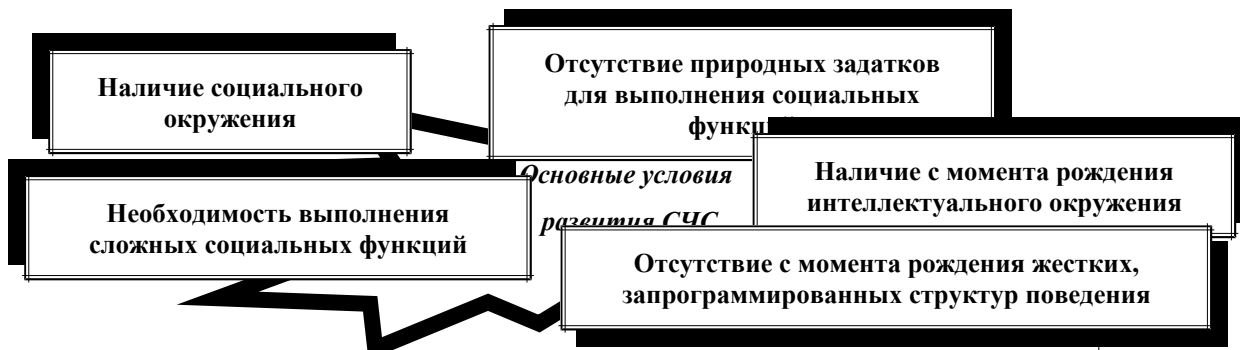 Наличие социального
окружения
Отсутствие природных задатков
для выполнения социальных
Основные условия
развития СЧС
Наличие с момента рождения
интеллектуального окружения
Необходимость выполнения
сложных социальных функций
Отсутствие с момента рождения жестких,
запрограммированных структур поведения